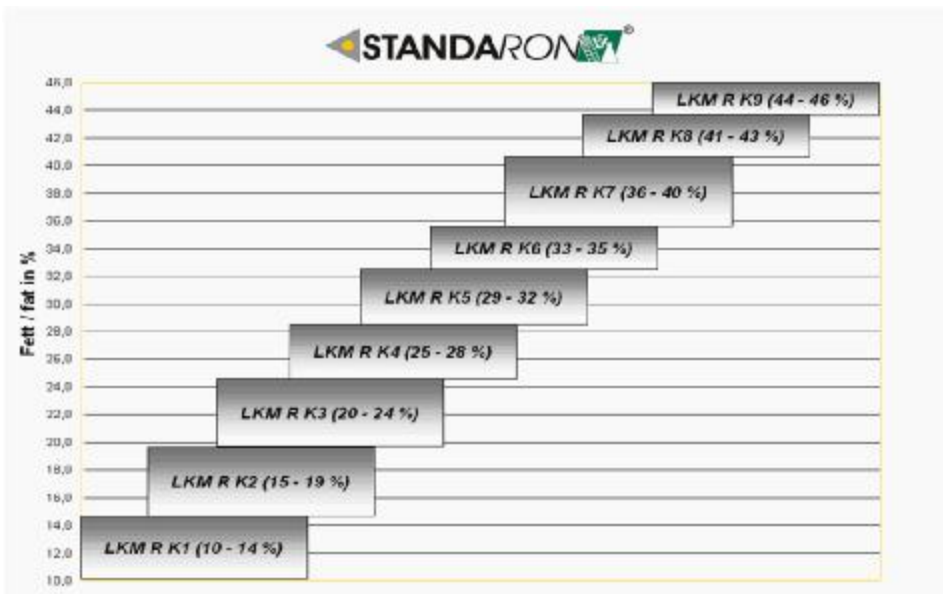 STANDARON®
46,0
44,0
42,0
40,0
38,0
36,0
34,0
32,0
30,0
28,0
26,0
24,0
22,0
20,0
18,0
16,0
14,0
12,0
10,0
Fett / fat in %
LKM R K9 (44 - 46 %)
LKM R K8 (41 - 43 %)
LKM R K7 (36 - 40 %)
LKM R K6 (33 - 35 %)
LKM R K5 (29 - 32 %)
LKM R K4 (25 - 28 %)
LKM R K3 (20 - 24 %)
LKM R K2 (15 - 19 %)
LKM R K1 (10 - 14 %)